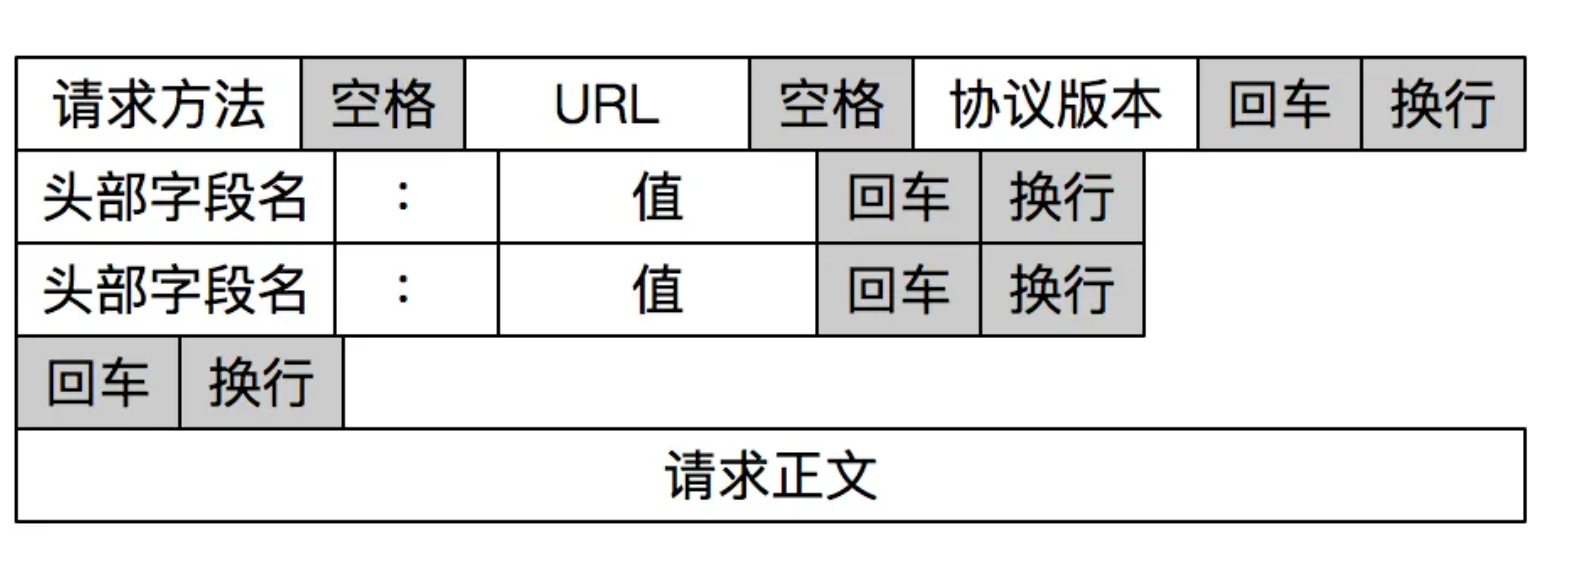 请求方法 空格 URL 空格 协议版本 回车 换行
头部字段名 : 值 回车 换行
头部字段名 : 值 回车 换行
回车 换行
请求正文